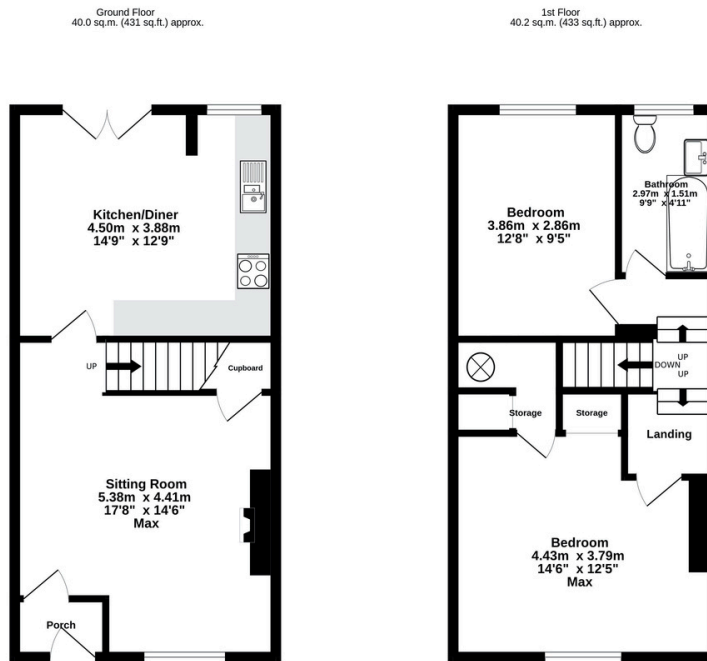 Ground Floor
40.0 sq.m. (431 sq.ft.) approx.
1st Floor
40.2 sq.m. (433 sq.ft.) approx.
Kitchen/Diner
4.50m x 3.88m
14'9" x 12'9"
UP
Cupboard
Sitting Room
5.38m x 4.41m
17'8" x 14'6"
Max
Porch
Bedroom
3.86m x 2.86m
12'8" x 9'5"
Bathroom
2.97m x 1.51m
9'9" x 4'11"
UP
DOWN
UP
Storage
Storage
Landing
Bedroom
4.43m x 3.79m
14'6" x 12'5"
Max